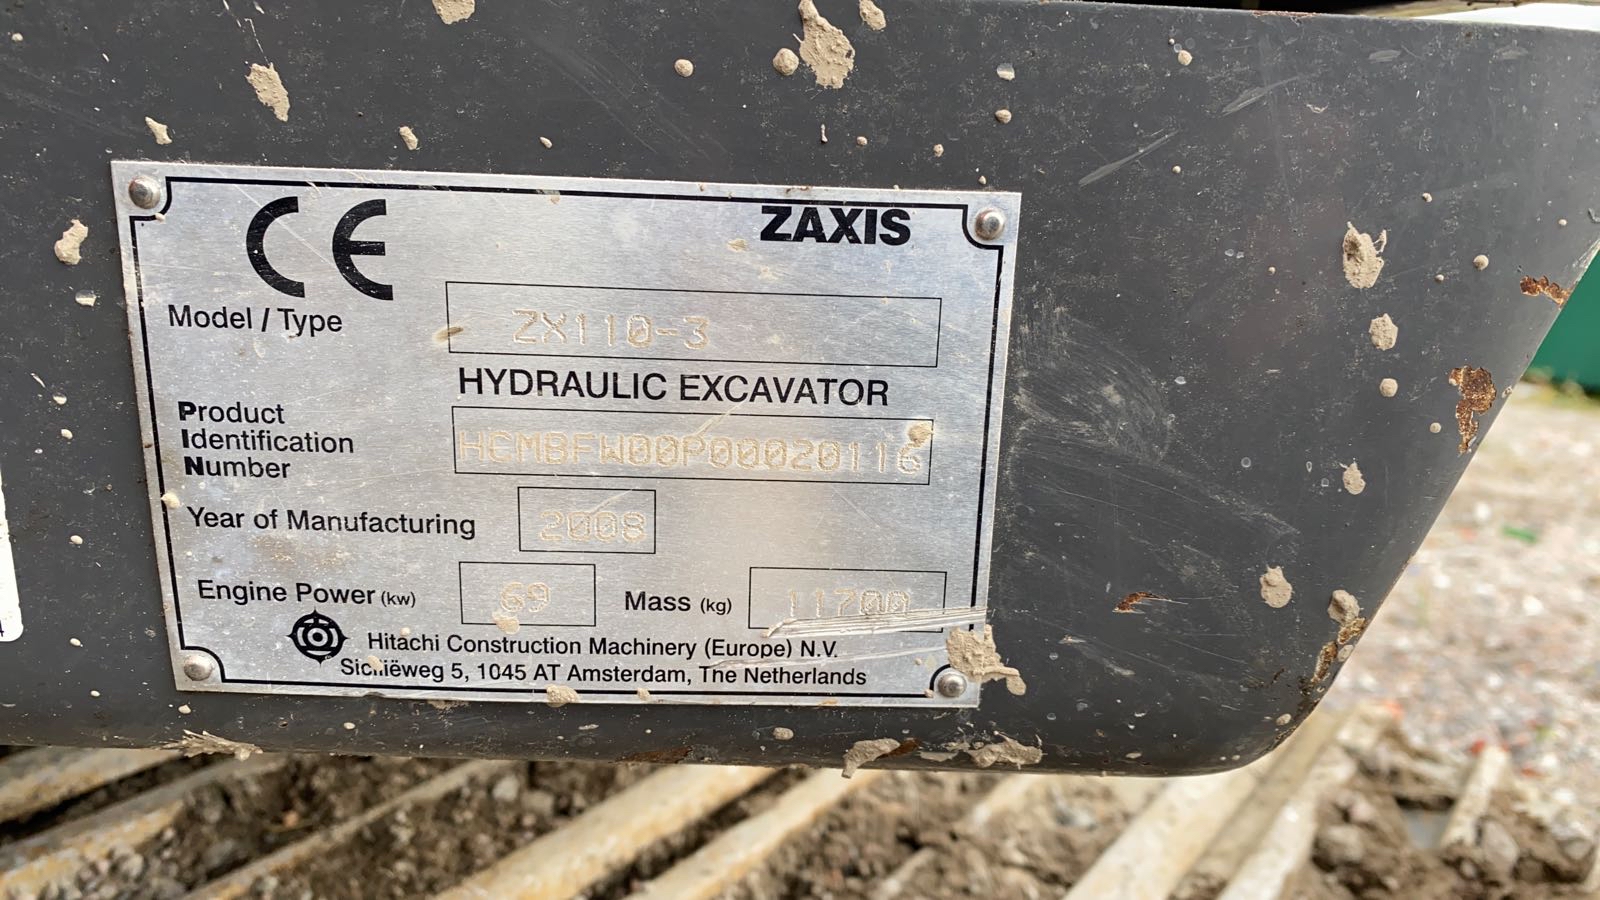 CE
ZAXIS
Model / Type ZX110-3
HYDRAULIC EXCAVATOR
Product
Identification
Number
HCMBFW00P00020116
Year of Manufacturing 2008
Engine Power (kw) 69 Mass (kg) 11700
Hitachi Construction Machinery (Europe) N.V.
5, 1045 AT Amsterdam, The Netherlands